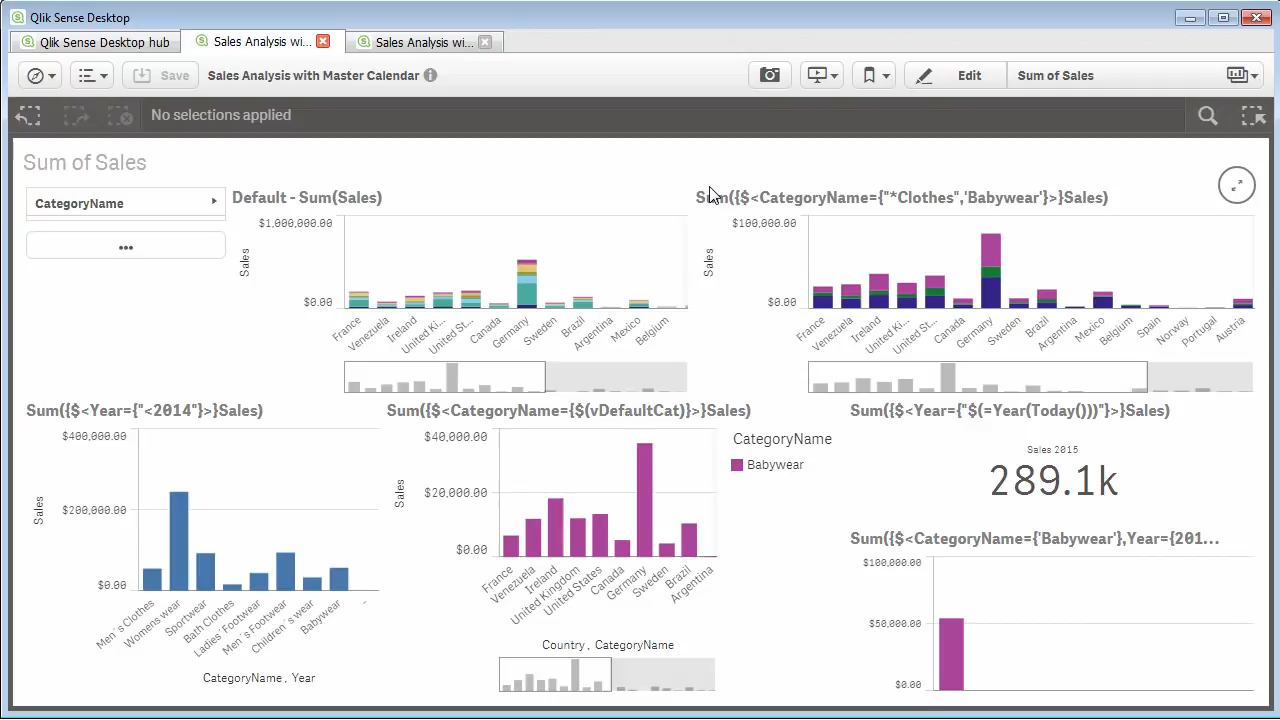 Qlik Sense Desktop
Qlik Sense Desktop hub
Sales Analysis wi...
Sales Analysis wi...
Save
Sales Analysis with Master Calendar
Edit
Sum of Sales
No selections applied
Sum of Sales
CategoryName
•••
Default - Sum(Sales)
$1,000,000.00
Sales
$0.00
France
Venezuela
Ireland
United Ki...
United St...
Canada
Germany
Sweden
Brazil
Argentina
Mexico
Belgium
Sum({$<CategoryName={"*Clothes",'Babywear'}>}Sales)
$100,000.00
Sales
$0.00
France
Venezuela
Ireland
United Ki...
United St...
Canada
Germany
Sweden
Brazil
Argentina
Mexico
Belgium
Spain
Norway
Portugal
Austria
Sum({$<Year={"<2014"}>}Sales)
$400,000.00
Sales
$200,000.00
$0.00
Men´s Clothes
Womens wear
Sportwear
Bath Clothes
Ladies´Footwear
Men´s Footwear
Children´s wear
Babywear
-
CategoryName, Year
Sum({$<CategoryName={$(vDefaultCat)}>}Sales)
$40,000.00
Sales
$20,000.00
$0.00
France
Venezuela
Ireland
United Kingdom
United States
Canada
Germany
Sweden
Brazil
Argentina
Country, CategoryName
CategoryName
Babywear
Sum({$<Year={"$(=Year(Today()))"}>}Sales)
Sales 2015
289.1k
Sum({$<CategoryName={'Babywear'},Year={201...
$100,000.00
$50,000.00
$0.00